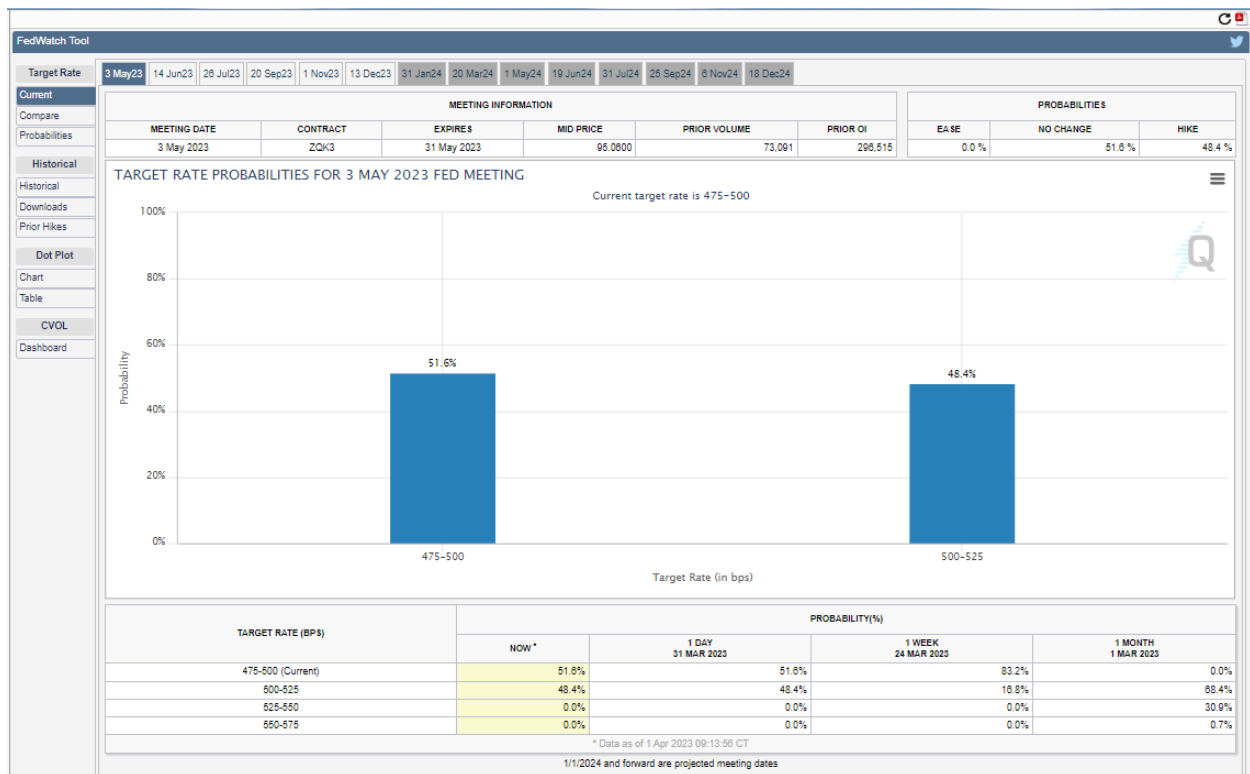 FedWatch Tool
Target Rate
Current
Compare
Probabilities
Historical
Historical
Downloads
Prior Hikes
Dot Plot
Chart
Table
CVOL
Dashboard
3 May23 14 Jun23 26 Jul23 20 Sep23 1 Nov23 13 Dec23 31 Jan24 20 Mar24 1 May24 19 Jun24 31 Jul24 25 Sep24 6 Nov24 18 Dec24
MEETING INFORMATION
MEETING DATE CONTRACT EXPIRES MID PRICE PRIOR VOLUME PRIOR OI
3 May 2023 ZQK3 31 May 2023 95.0600 73,091 296,515
PROBABILITIES
EASE NO CHANGE HIKE
0.0 % 51.6 % 48.4 %
TARGET RATE PROBABILITIES FOR 3 MAY 2023 FED MEETING
Current target rate is 475-500
Q
Probability
100%
80%
60%
40%
20%
0%
51.6%
48.4%
475-500 500-525
Target Rate (in bps)
TARGET RATE (BPS) PROBABILITY(%)
NOW * 1 DAY 1 WEEK 1 MONTH
31 MAR 2023 24 MAR 2023 1 MAR 2023
475-500 (Current) 51.6% 51.6% 83.2% 0.0%
500-525 48.4% 48.4% 16.8% 68.4%
525-550 0.0% 0.0% 0.0% 30.9%
550-575 0.0% 0.0% 0.0% 0.7%
* Data as of 1 Apr 2023 09:13:56 CT
1/1/2024 and forward are projected meeting dates